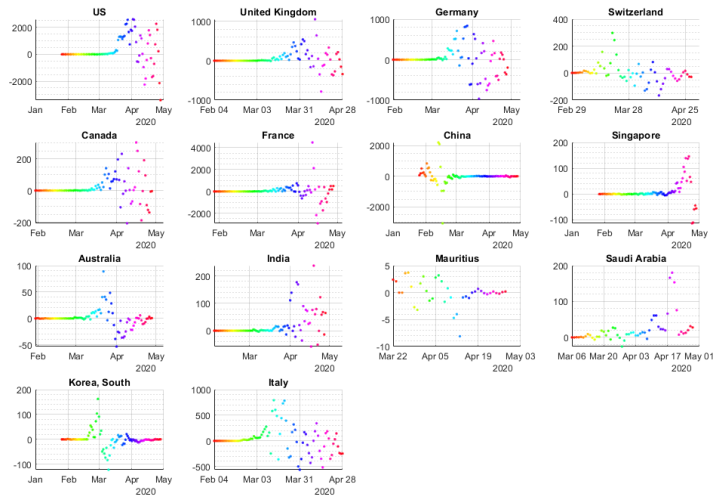 US
2000
0
-2000
Jan Feb Mar Apr May
2020
United Kingdom
1000
0
-1000
Feb 04 Mar 03 Mar 31 Apr 28
2020
Germany
1000
0
-1000
Feb Mar Apr May
2020
Switzerland
400
200
0
-200
Feb 29 Mar 28 Apr 25
2020
Canada
200
0
-200
Feb Mar Apr May
2020
France
4000
2000
0
-2000
Feb Mar Apr May
2020
China
2000
0
-2000
Jan Feb Mar Apr May
2020
Singapore
200
100
0
-100
Jan Feb Mar Apr May
2020
Australia
100
50
0
-50
Feb Mar Apr May
2020
India
200
100
0
Mar Apr May
2020
Mauritius
5
0
-5
-10
Mar 22 Apr 05 Apr 19 May 03
2020
Saudi Arabia
200
100
0
Mar 06 Mar 20 Apr 03 Apr 17 May 01
2020
Korea, South
200
100
0
-100
Jan Feb Mar Apr May
2020
Italy
1000
500
0
-500
Feb 04 Mar 03 Mar 31 Apr 28
2020